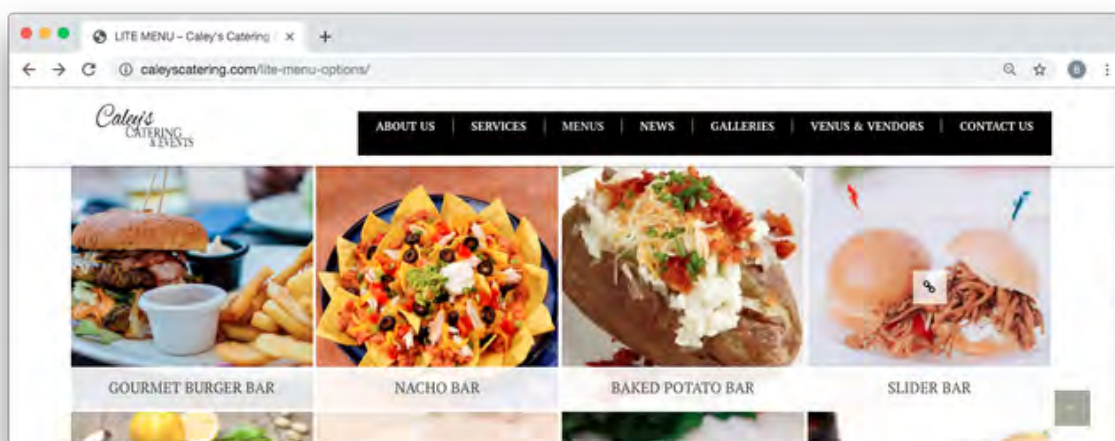 LITE MENU – Caley's Catering
caleyscatering.com/lite-menu-options/
Caley's
CATERING
& EVENTS
ABOUT US | SERVICES | MENUS | NEWS | GALLERIES | VENUS & VENDORS | CONTACT US
GOURMET BURGER BAR
NACHO BAR
BAKED POTATO BAR
SLIDER BAR